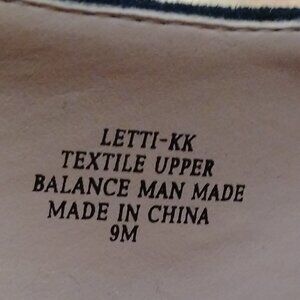 LETTI-KK
TEXTILE UPPER
BALANCE MAN MADE
MADE IN CHINA
9M